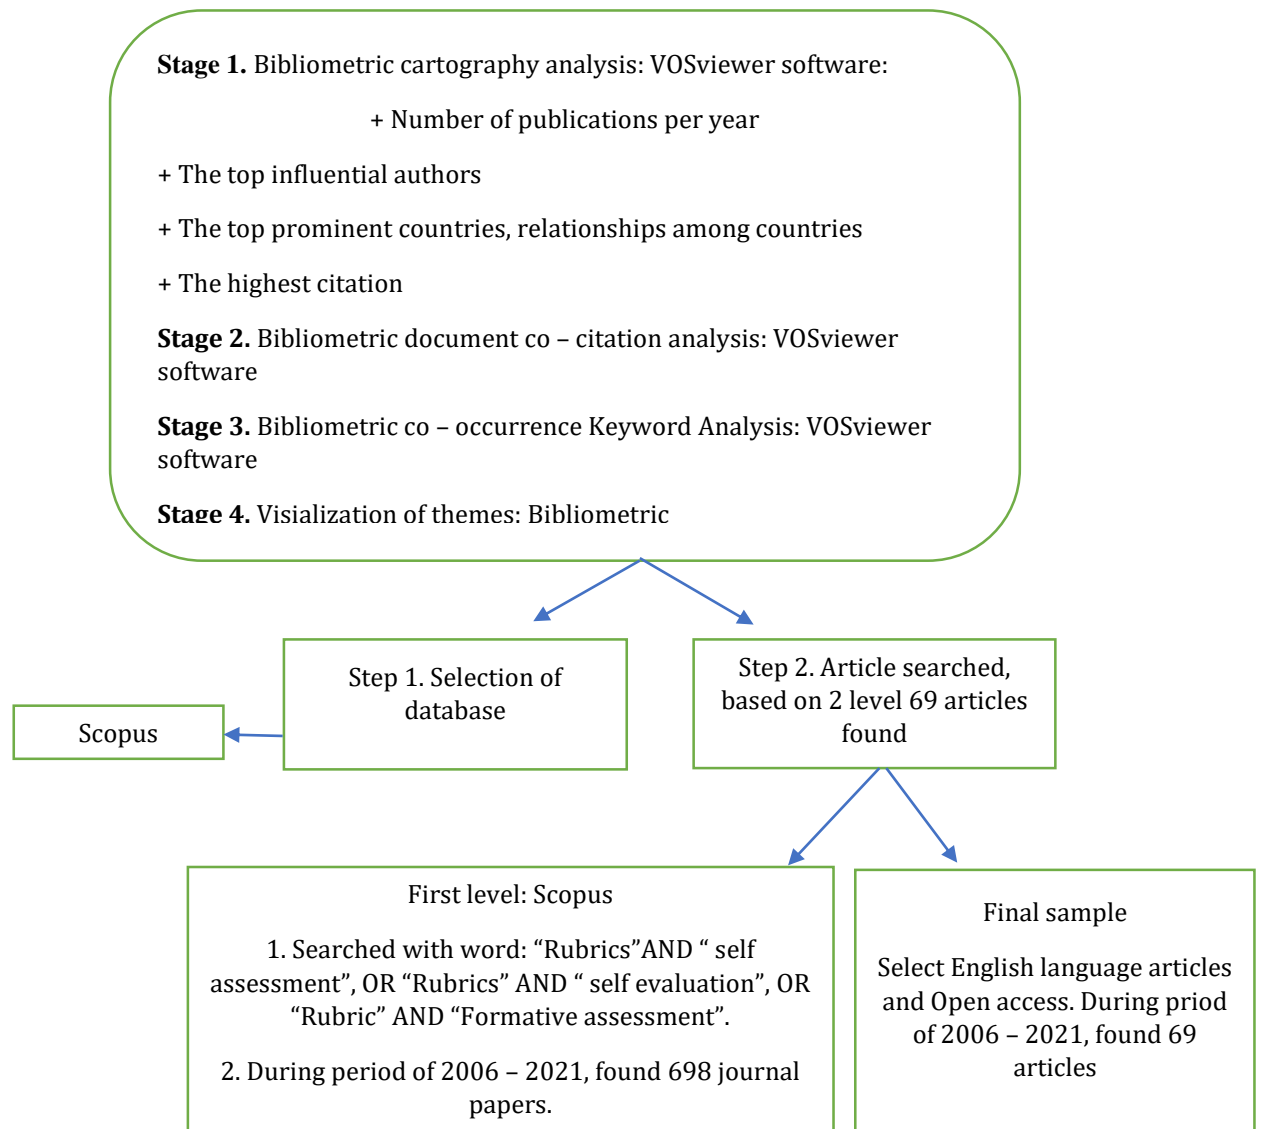 Stage 1. Bibliometric cartography analysis: VOSviewer software:
+ Number of publications per year
+ The top influential authors
+ The top prominent countries, relationships among countries
+ The highest citation
Stage 2. Bibliometric document co – citation analysis: VOSviewer
software
Stage 3. Bibliometric co – occurrence Keyword Analysis: VOSviewer
software
Stage 4. Visialization of themes: Bibliometric
Step 1. Selection of
database
Step 2. Article searched,
based on 2 level 69 articles
found
Scopus
First level: Scopus
1. Searched with word: “Rubrics”AND “ self
assessment”, OR “Rubrics” AND “ self evaluation”, OR
“Rubric” AND “Formative assessment”.
2. During period of 2006 – 2021, found 698 journal
papers.
Final sample
Select English language articles
and Open access. During priod
of 2006 – 2021, found 69
articles